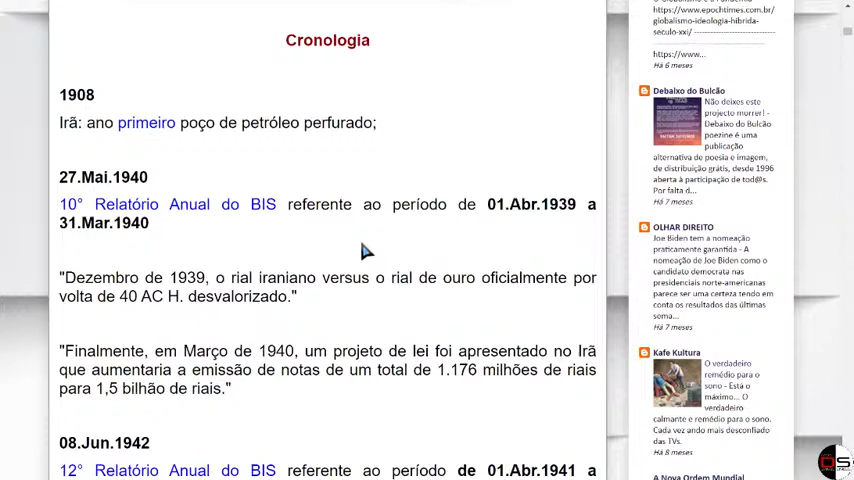 Cronologia
1908
Irã: ano primeiro poço de petróleo perfurado;
27.Mai.1940
10° Relatório Anual do BIS referente ao período de 01.Abr.1939 a
31.Mar.1940
"Dezembro de 1939, o rial iraniano versus o rial de ouro oficialmente por
volta de 40 AC H. desvalorizado."
"Finalmente, em Março de 1940, um projeto de lei foi apresentado no Irã
que aumentaria a emissão de notas de um total de 1.176 milhões de riais
para 1,5 bilhão de riais."
08.Jun.1942
12° Relatório Anual do BIS referente ao período de 01.Abr.1941 a
https://www.epochtimes.com.br/
globalismo-ideologia-hibrida-
seculo-xxi/ ----------------------------
https://www...
Há 6 meses
Debaixo do Bulcão
Não deixes este
projecto morrer! -
Debaixo do Bulcão
poezine é uma
publicação
alternativa de poesia e imagem,
de distribuição grátis, desde 1996
aberta à participação de tod@s.
Por falta d...
Há 7 meses
OLHAR DIREITO
Joe Biden tem a nomeação
praticamente garantida - A
nomeação de Joe Biden como o
candidato democrata nas
presidenciais norte-americanas
parece ser uma certeza tendo em
conta os resultados das últimas
sema...
Há 7 meses
Kafe Kultura
O verdadeiro
remédio para o
sono - Está o
máximo... O
verdadeiro
calmante e remédio para o sono.
Cada vez ando mais desconfiado
das TVs.
Há 8 meses
A Nova Ordem Mundial